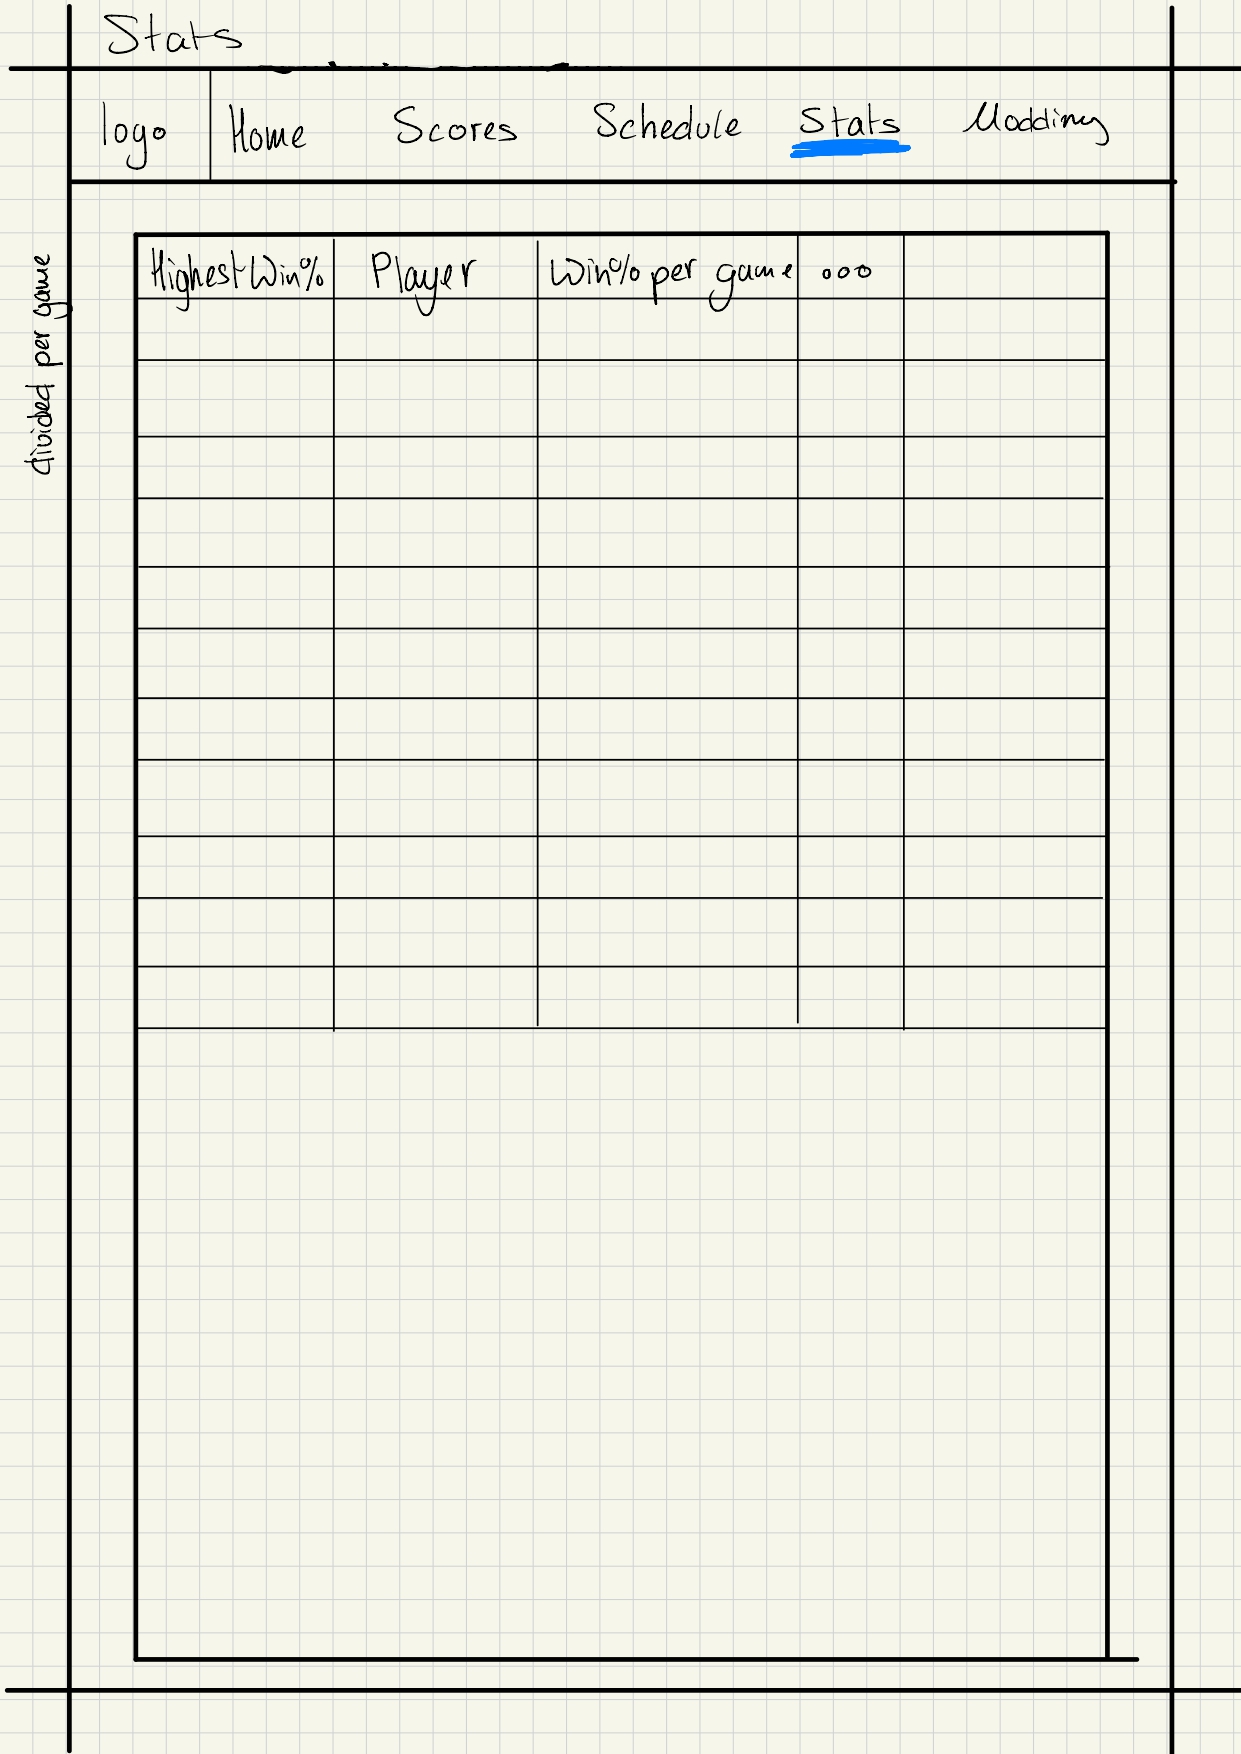 Stats
logo Home Scores Schedule Stats Modding
divided per game
Highest Win% Player Win% per game ooo